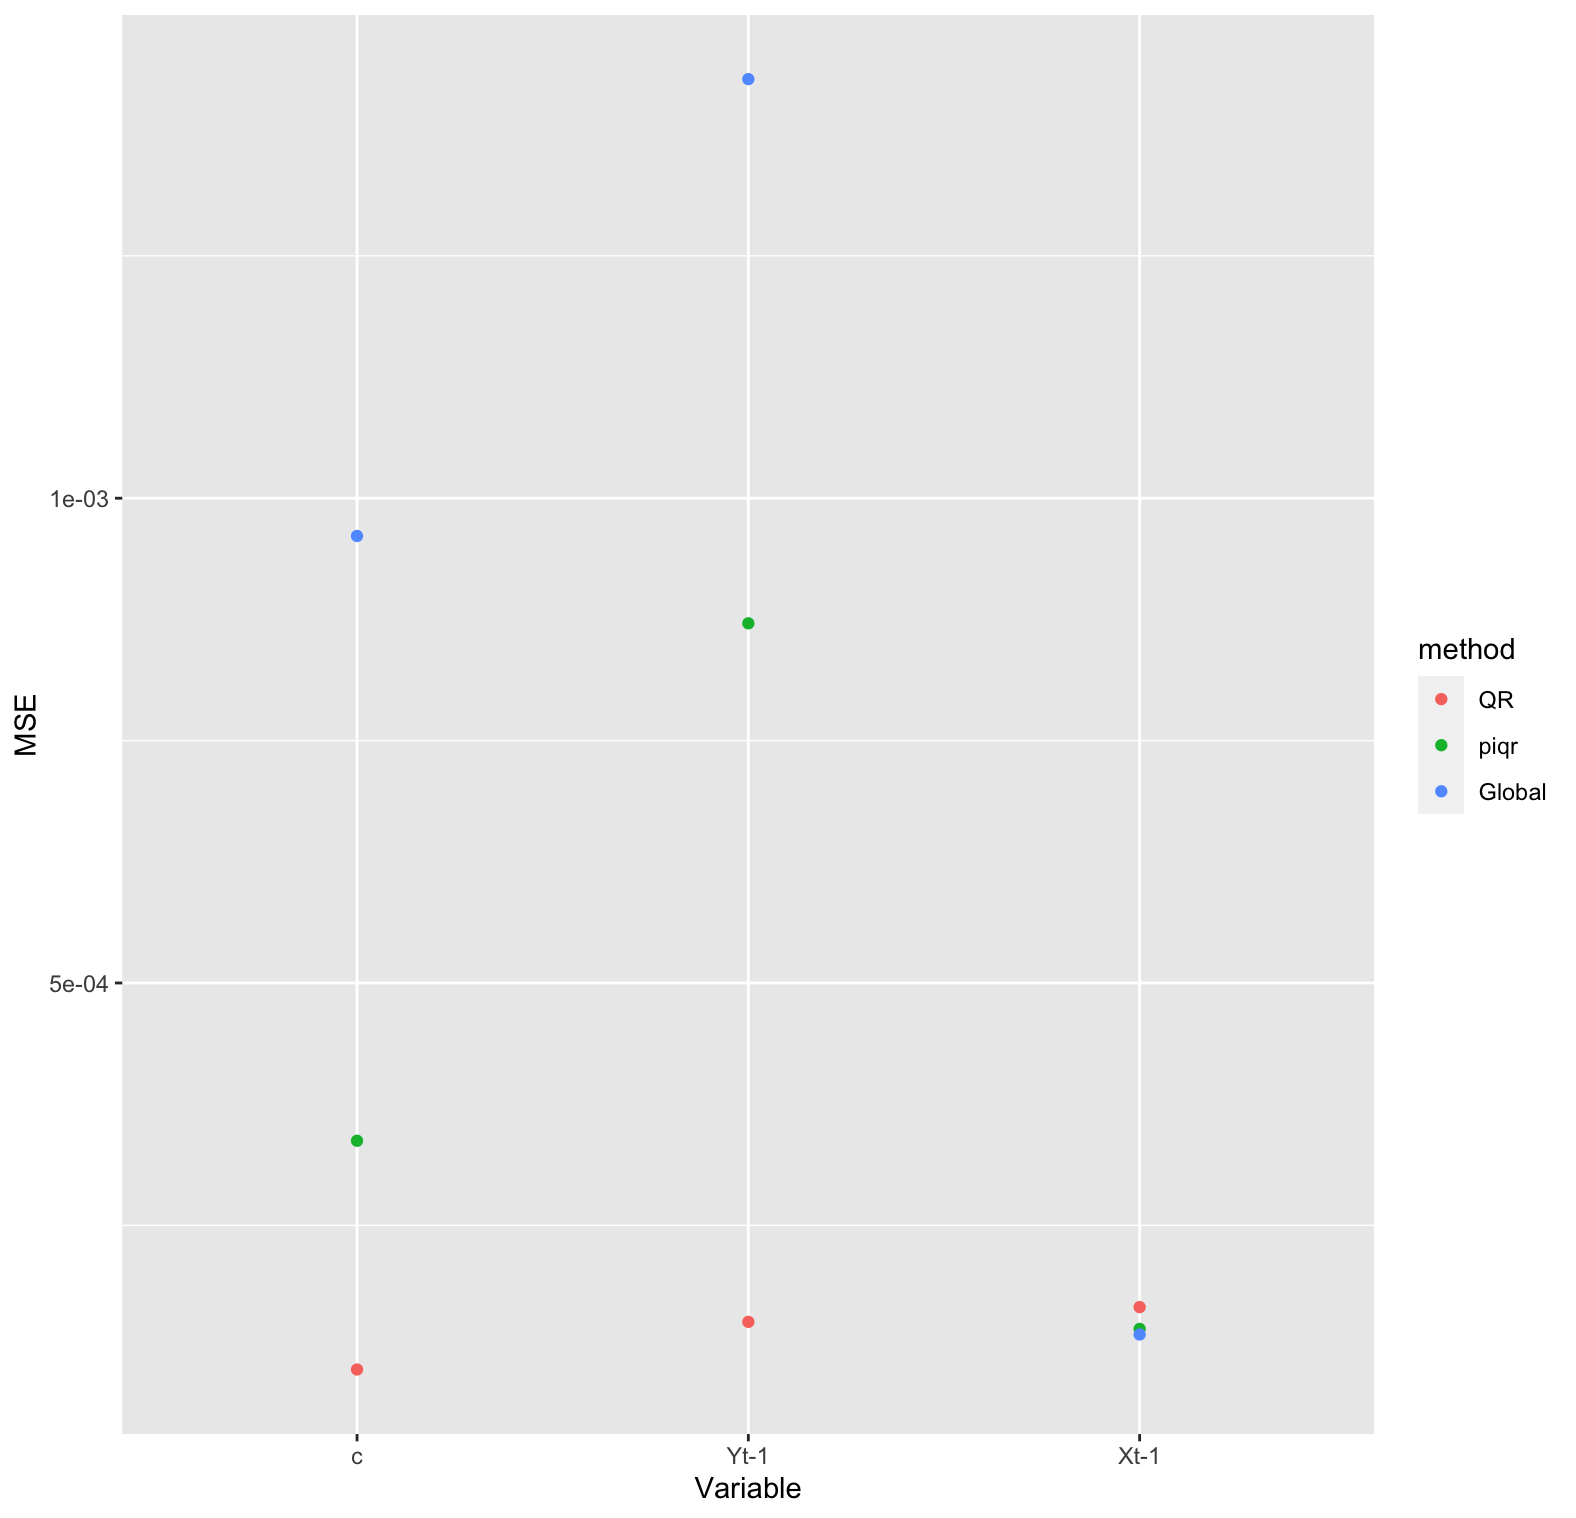 MSE
1e-03
5e-04
c
Yt-1
Xt-1
Variable
method
QR
piqr
Global